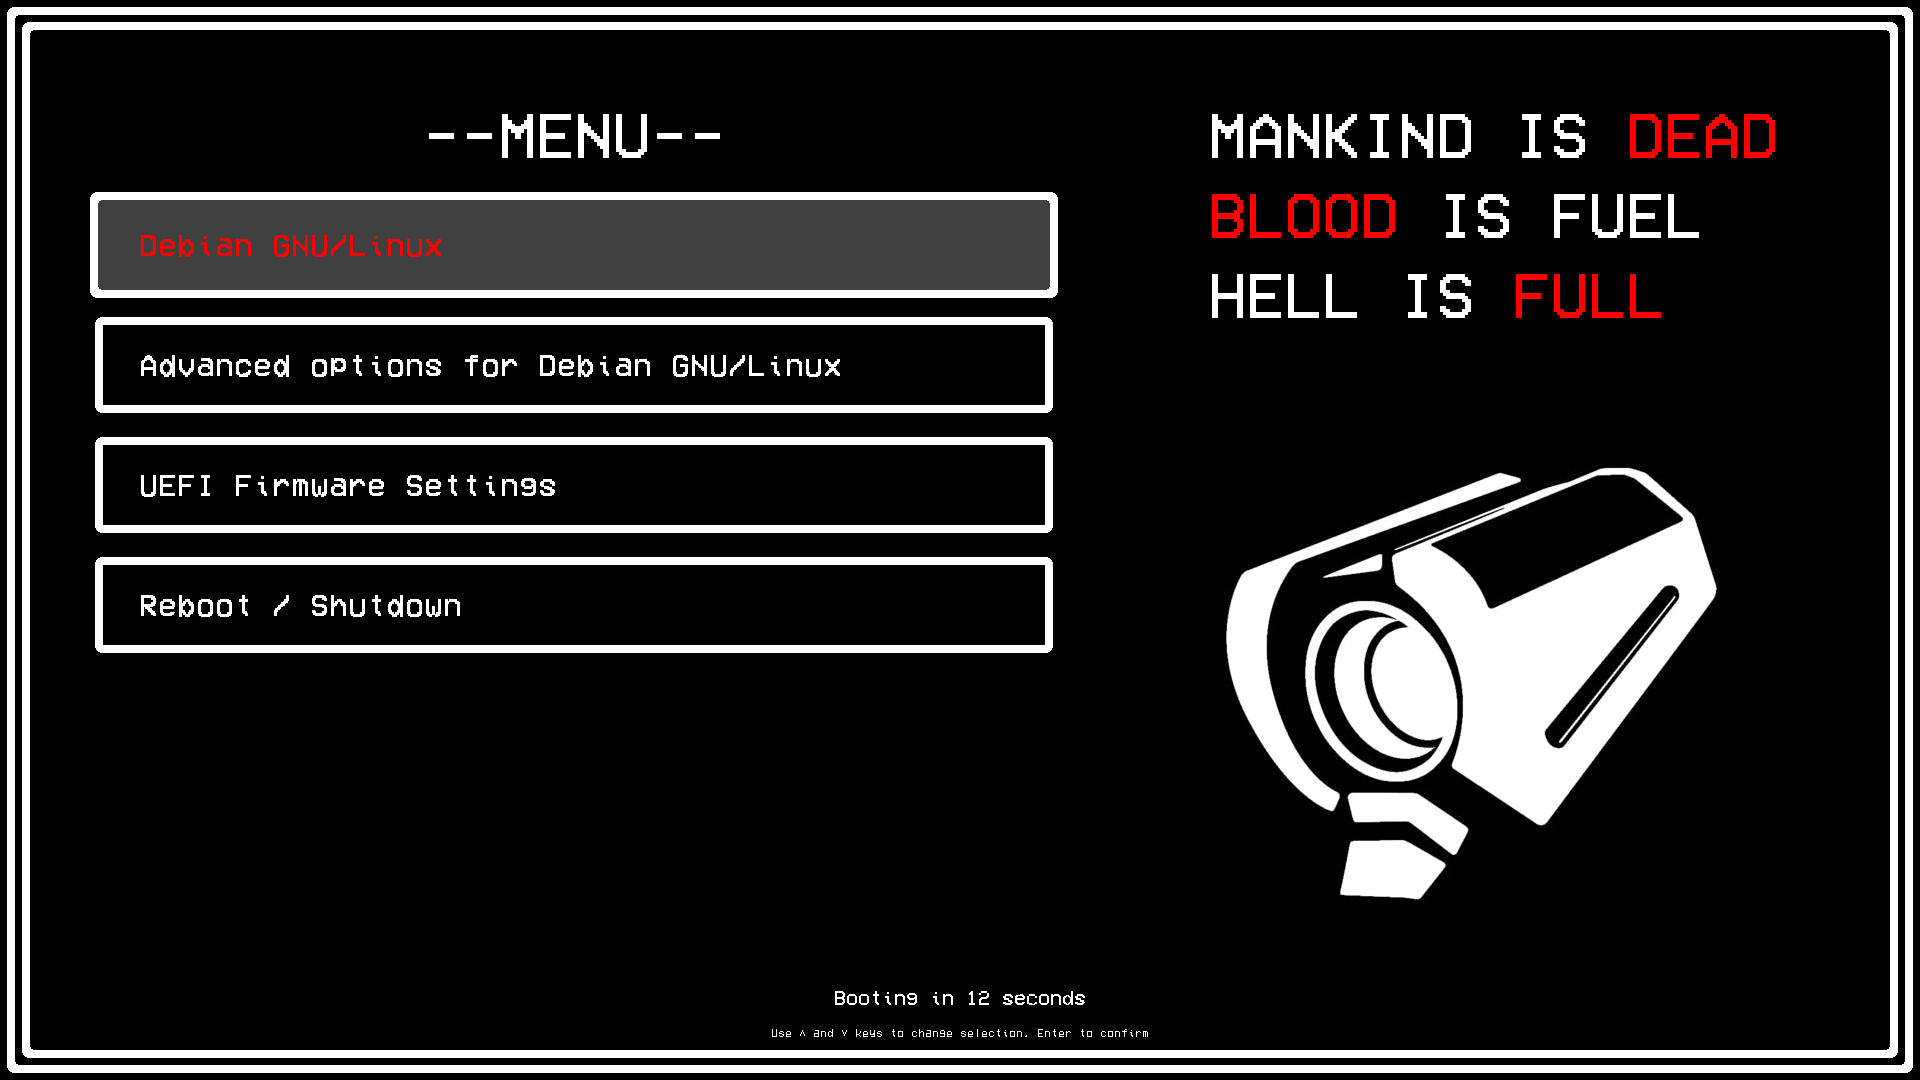 --MENU--
Debian GNU/Linux
Advanced options for Debian GNU/Linux
UEFI Firmware Settings
Reboot / Shutdown
MANKIND IS DEAD
BLOOD IS FUEL
HELL IS FULL
Booting in 12 seconds
Use ^ and v keys to change selection, Enter to confirm